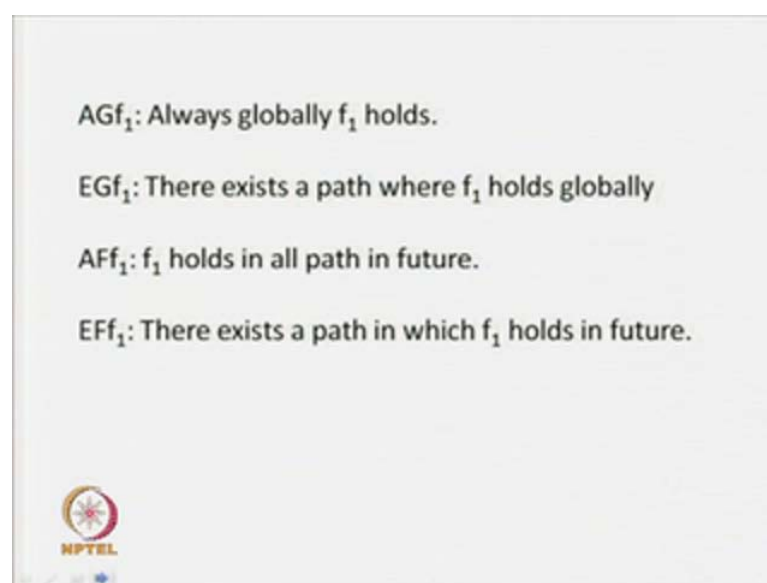 AGf₁: Always globally f₁ holds.
EGf₁: There exists a path where f₁ holds globally
AFf₁: f₁ holds in all path in future.
EFf₁: There exists a path in which f₁ holds in future.
NPTEL